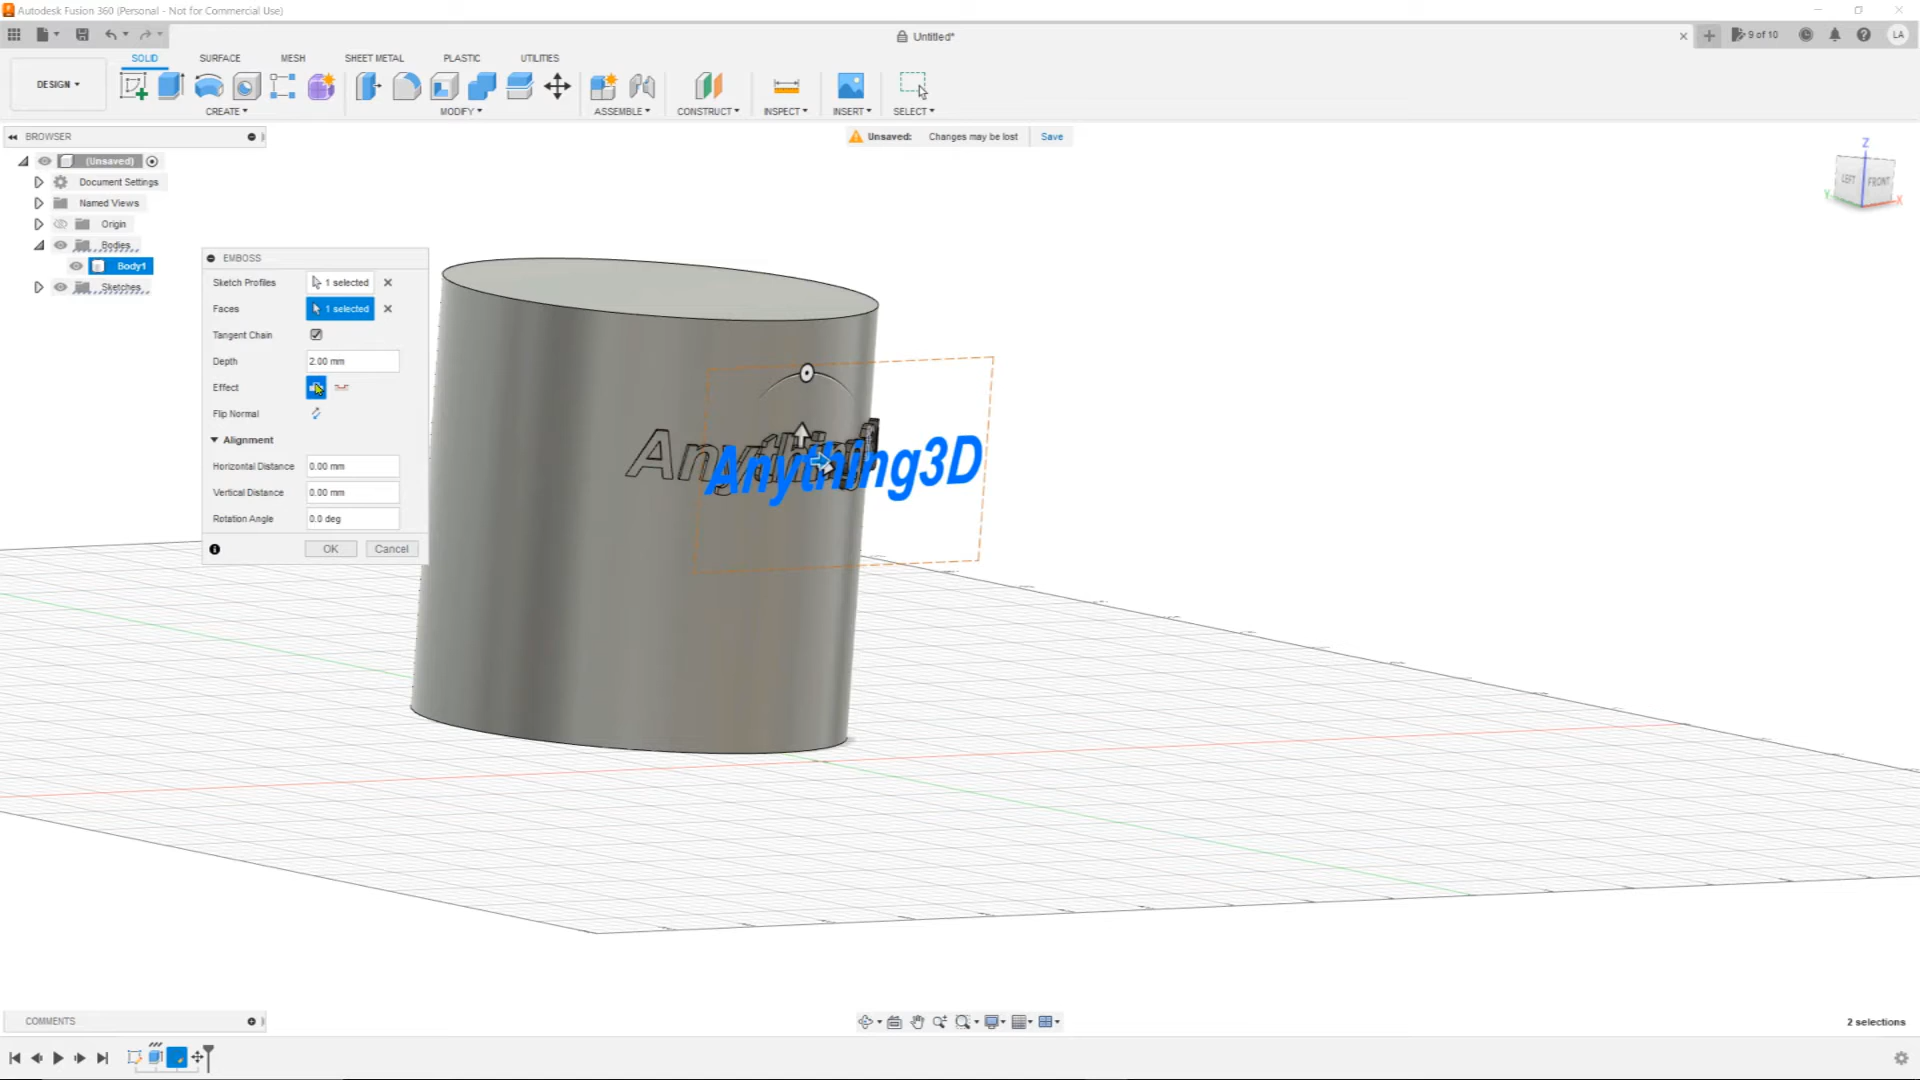 Autodesk Fusion 360 (Personal - Not for Commercial Use)
Untitled*
9 of 10
LA
DESIGN
SOLID
SURFACE
MESH
SHEET METAL
PLASTIC
UTILITIES
CREATE
MODIFY
ASSEMBLE
CONSTRUCT
INSPECT
INSERT
SELECT
BROWSER
Unsaved: Changes may be lost Save
(Unsaved)
Document Settings
Named Views
Origin
Bodies
Body1
Sketches
Z
LEFT
FRONT
Y
X
EMBOSS
Sketch Profiles 1 selected
Faces 1 selected
Tangent Chain
Depth 2.00 mm
Effect
Flip Normal
Alignment
Horizontal Distance 0.00 mm
Vertical Distance 0.00 mm
Rotation Angle 0.0 deg
OK Cancel
Anything3D
COMMENTS
2 selections